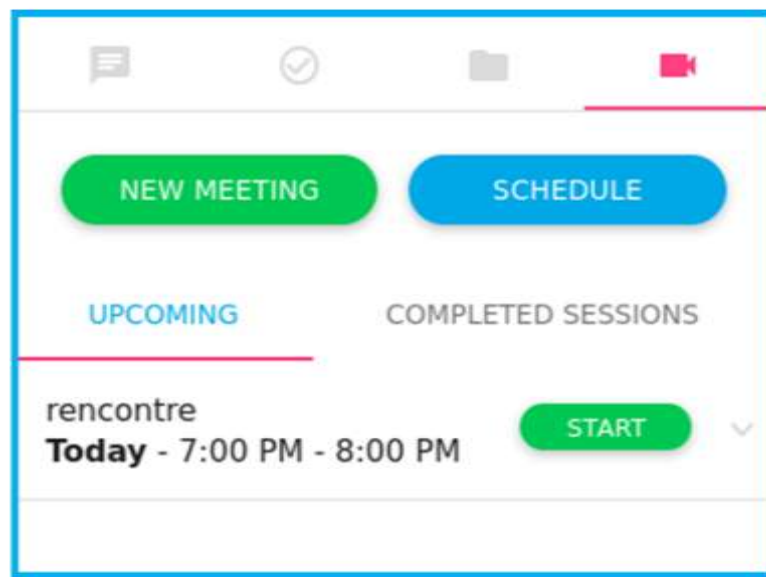 NEW MEETING SCHEDULE
UPCOMING COMPLETED SESSIONS
rencontre
Today - 7:00 PM - 8:00 PM START